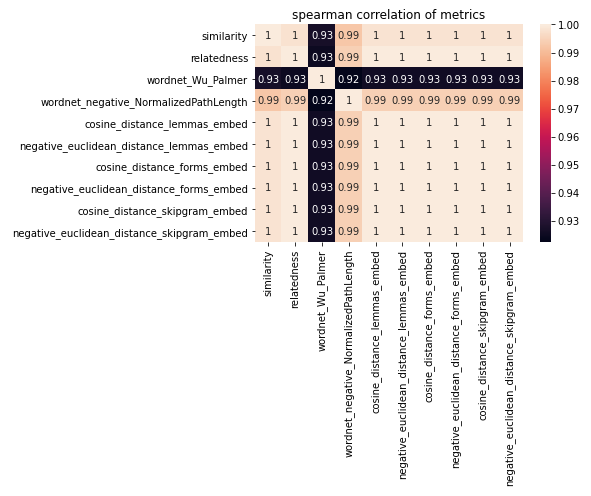 spearman correlation of metrics
similarity 1 1 0.93 0.99 1 1 1 1 1 1
relatedness 1 1 0.93 0.99 1 1 1 1 1 1
wordnet_Wu_Palmer 0.93 0.93 1 0.92 0.93 0.93 0.93 0.93 0.93 0.93
wordnet_negative_NormalizedPathLength 0.99 0.99 0.92 1 0.99 0.99 0.99 0.99 0.99 0.99
cosine_distance_lemmas_embed 1 1 0.93 0.99 1 1 1 1 1 1
negative_euclidean_distance_lemmas_embed 1 1 0.93 0.99 1 1 1 1 1 1
cosine_distance_forms_embed 1 1 0.93 0.99 1 1 1 1 1 1
negative_euclidean_distance_forms_embed 1 1 0.93 0.99 1 1 1 1 1 1
cosine_distance_skipgram_embed 1 1 0.93 0.99 1 1 1 1 1 1
negative_euclidean_distance_skipgram_embed 1 1 0.93 0.99 1 1 1 1 1 1
similarity
relatedness
wordnet_Wu_Palmer
wordnet_negative_NormalizedPathLength
cosine_distance_lemmas_embed
negative_euclidean_distance_lemmas_embed
cosine_distance_forms_embed
negative_euclidean_distance_forms_embed
cosine_distance_skipgram_embed
negative_euclidean_distance_skipgram_embed
1.00
0.99
0.98
0.97
0.96
0.95
0.94
0.93